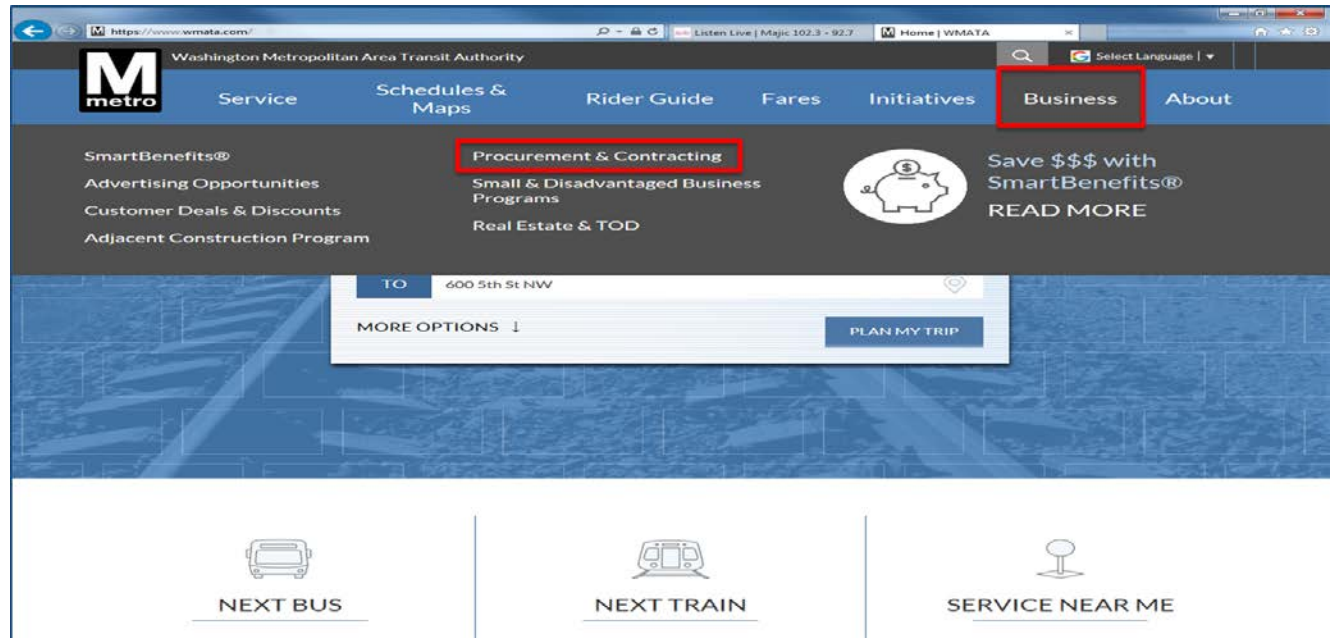 https://www.wmata.com/
Listen Live | Majic 102.3 - 92.7
Home | WMATA
Washington Metropolitan Area Transit Authority
Select Language
M
metro
Service
Schedules &
Maps
Rider Guide
Fares
Initiatives
Business
About
SmartBenefits®
Advertising Opportunities
Customer Deals & Discounts
Adjacent Construction Program
Procurement & Contracting
Small & Disadvantaged Business
Programs
Real Estate & TOD
Save $$$ with
SmartBenefits®
READ MORE
TO
600 5th St NW
MORE OPTIONS ↓
PLAN MY TRIP
NEXT BUS
NEXT TRAIN
SERVICE NEAR ME